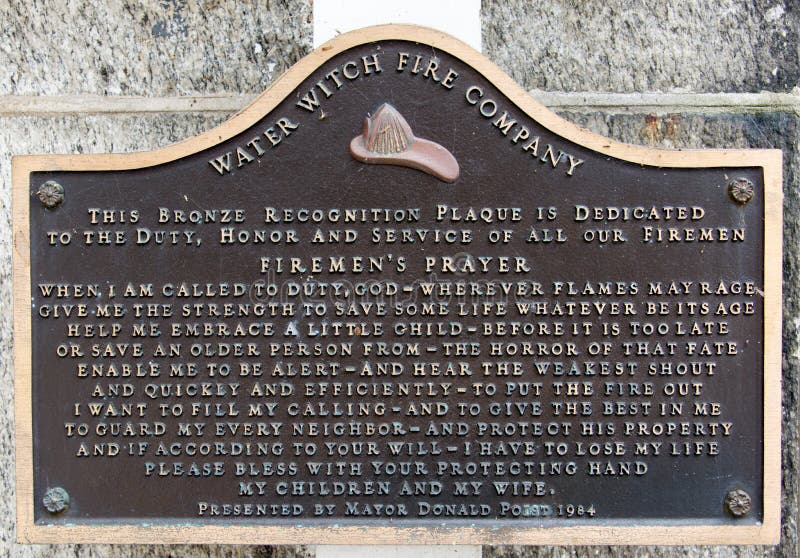 WATER WITCH FIRE COMPANY
THIS BRONZE RECOGNITION PLAQUE IS DEDICATED
TO THE DUTY, HONOR AND SERVICE OF ALL OUR FIREMEN
FIREMEN'S PRAYER
WHEN I AM CALLED TO DUTY GOD – WHEREVER FLAMES MAY RAGE
GIVE ME THE STRENGTH TO SAVE SOME LIFE WHATEVER BE ITS AGE
HELP ME EMBRACE A LITTLE CHILD – BEFORE IT IS TOO LATE
OR SAVE AN OLDER PERSON FROM – THE HORROR OF THAT FATE
ENABLE ME TO BE ALERT – AND HEAR THE WEAKEST SHOUT
AND QUICKLY AND EFFICIENTLY – TO PUT THE FIRE OUT
I WANT TO FILL MY CALLING – AND TO GIVE THE BEST IN ME
TO GUARD MY EVERY NEIGHBOR – AND PROTECT HIS PROPERTY
AND IF ACCORDING TO YOUR WILL – I HAVE TO LOSE MY LIFE
PLEASE BLESS WITH YOUR PROTECTING HAND
MY CHILDREN AND MY WIFE.
PRESENTED BY MAYOR DONALD POIST 1984